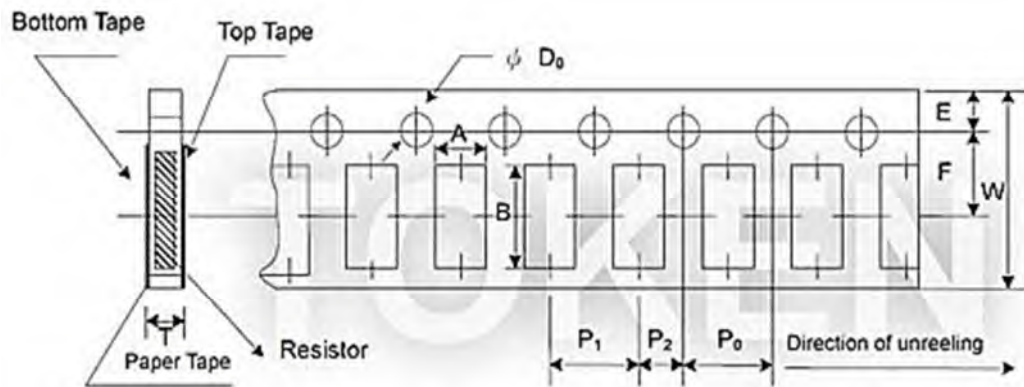 Bottom Tape
Top Tape
ϕ D₀
E
A
F
B
W
T
P₁ P₂ P₀ Direction of unreeling
Paper Tape
Resistor
TOKEN